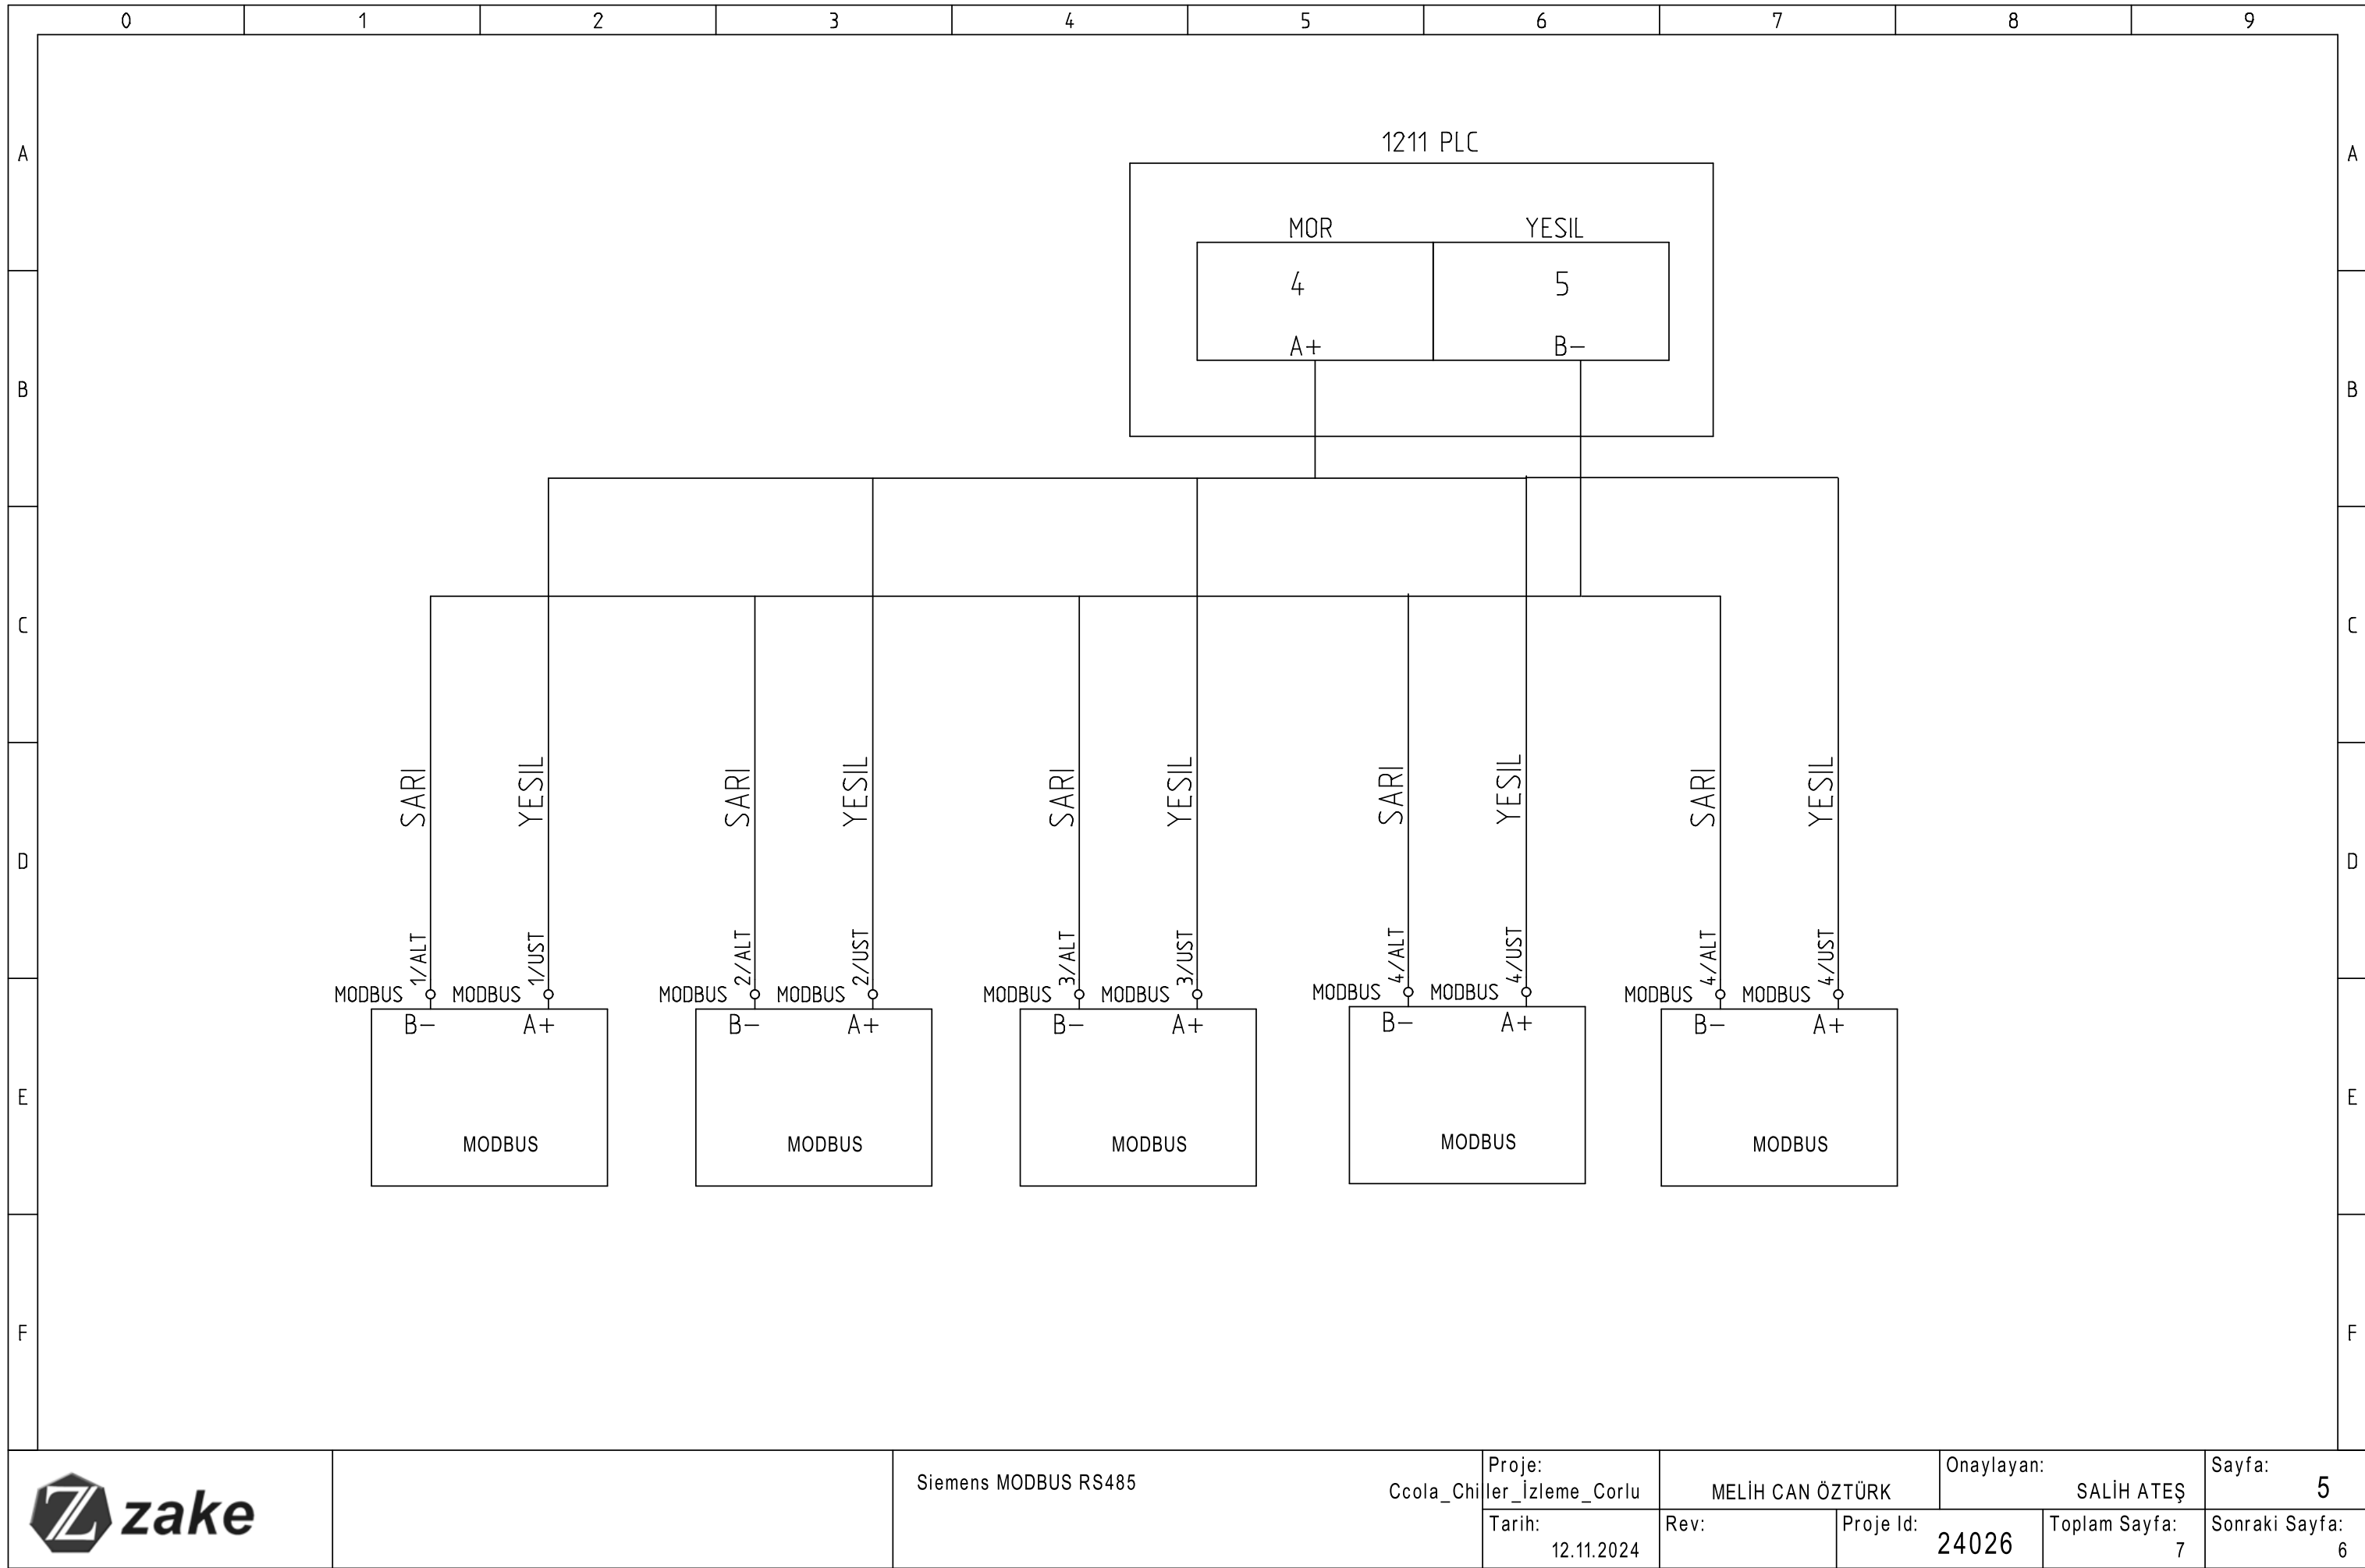 0 1 2 3 4 5 6 7 8 9
A A
1211 PLC
MOR YESIL
4 5
A+ B-
B B
C C
SARI YESIL SARI YESIL SARI YESIL SARI YESIL SARI YESIL
D D
1/ALT 1/UST 2/ALT 2/UST 3/ALT 3/UST 4/ALT 4/UST 4/ALT 4/UST
MODBUS MODBUS MODBUS MODBUS MODBUS MODBUS MODBUS MODBUS MODBUS MODBUS
B- A+ B- A+ B- A+ B- A+ B- A+
E E
MODBUS MODBUS MODBUS MODBUS MODBUS
F F
Z zake
Siemens MODBUS RS485
Proje:
Ccola_Chiller_İzleme_Corlu
MELİH CAN ÖZTÜRK
Onaylayan:
SALİH ATEŞ
Sayfa:
5
Tarih:
12.11.2024
Rev:
Proje Id:
24026
Toplam Sayfa:
7
Sonraki Sayfa:
6